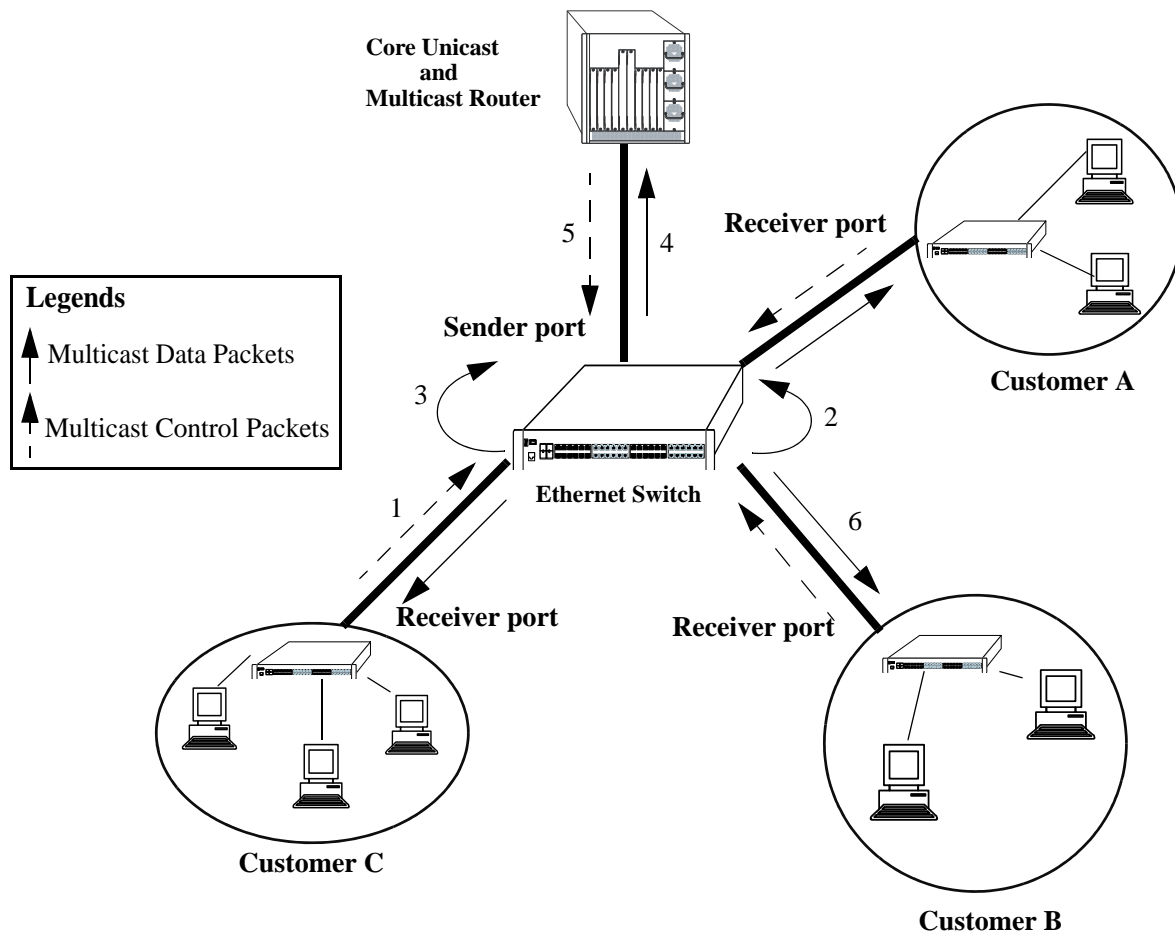 Core Unicast
and
Multicast Router
5
4
Receiver port
Legends
Multicast Data Packets
Multicast Control Packets
Sender port
3
2
Customer A
Ethernet Switch
1
6
Receiver port
Receiver port
Customer C
Customer B